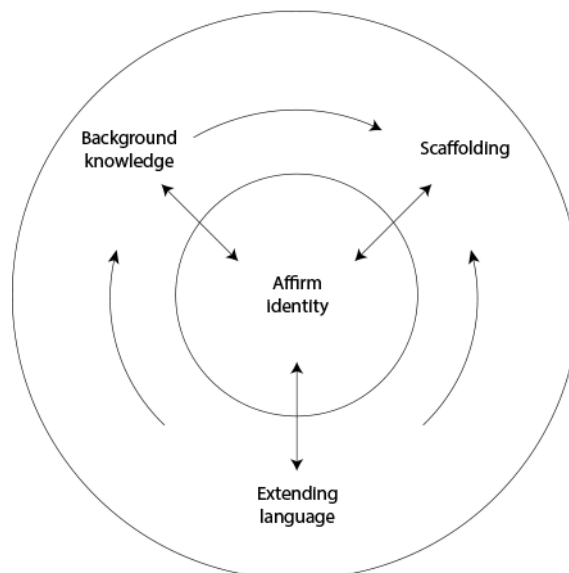 Background
knowledge
Scaffolding
Affirm
identity
Extending
language